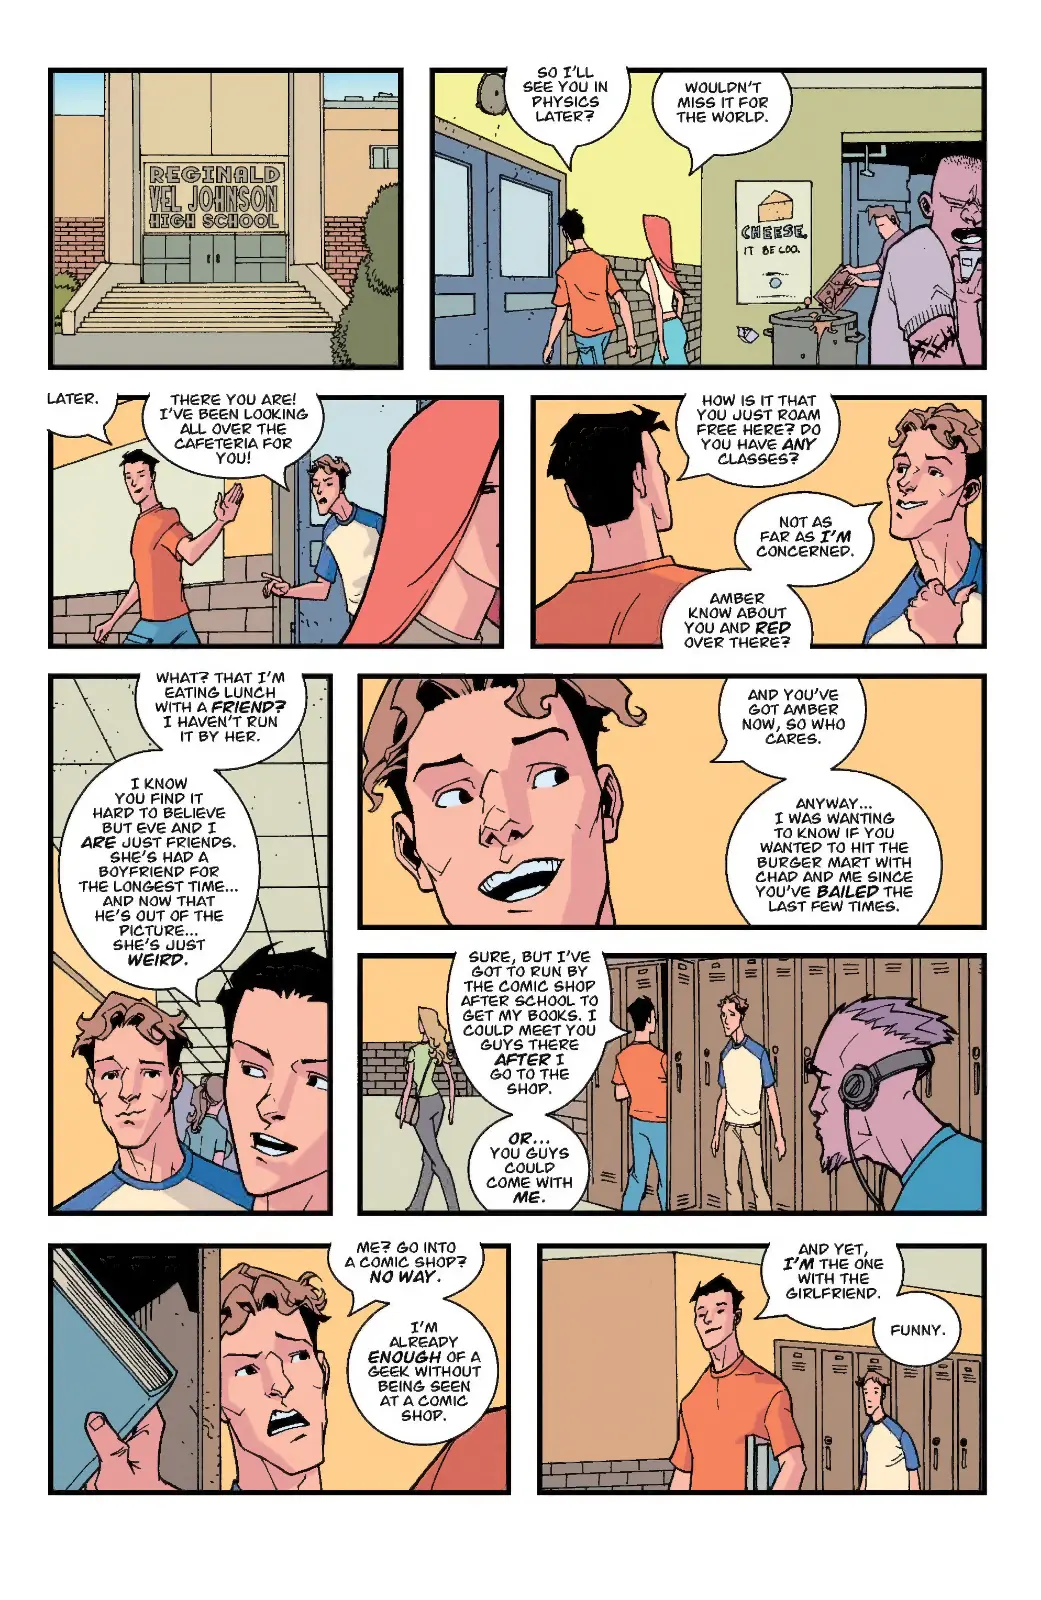 REGINALD
VEL JOHNSON
HIGH SCHOOL
SO I'LL
SEE YOU IN
PHYSICS
LATER?
WOULDN'T
MISS IT FOR
THE WORLD.
CHEESE.
IT BE COO.
LATER.
THERE YOU ARE!
I'VE BEEN LOOKING
ALL OVER THE
CAFETERIA FOR
YOU!
HOW IS IT THAT
YOU JUST ROAM
FREE HERE? DO
YOU HAVE ANY
CLASSES?
NOT AS
FAR AS I'M
CONCERNED.
AMBER
KNOW ABOUT
YOU AND RED
OVER THERE?
WHAT? THAT I'M
EATING LUNCH
WITH A FRIEND?
I HAVEN'T RUN
IT BY HER.
I KNOW
YOU FIND IT
HARD TO BELIEVE
BUT EVE AND I
ARE JUST FRIENDS.
SHE'S HAD A
BOYFRIEND FOR
THE LONGEST TIME...
AND NOW THAT
HE'S OUT OF THE
PICTURE...
SHE'S JUST
WEIRD.
AND YOU'VE
GOT AMBER
NOW, SO WHO
CARES.
ANYWAY...
I WAS WANTING
TO KNOW IF YOU
WANTED TO HIT THE
BURGER MART WITH
CHAD AND ME SINCE
YOU'VE BAILED THE
LAST FEW TIMES.
SURE, BUT I'VE
GOT TO RUN BY
THE COMIC SHOP
AFTER SCHOOL TO
GET MY BOOKS. I
COULD MEET YOU
GUYS THERE
AFTER I
GO TO THE
SHOP.
OR...
YOU GUYS
COULD
COME WITH
ME.
ME? GO INTO
A COMIC SHOP?
NO WAY.
I'M
ALREADY
ENOUGH OF A
GEEK WITHOUT
BEING SEEN
AT A COMIC
SHOP.
AND YET,
I'M THE ONE
WITH THE
GIRLFRIEND.
FUNNY.